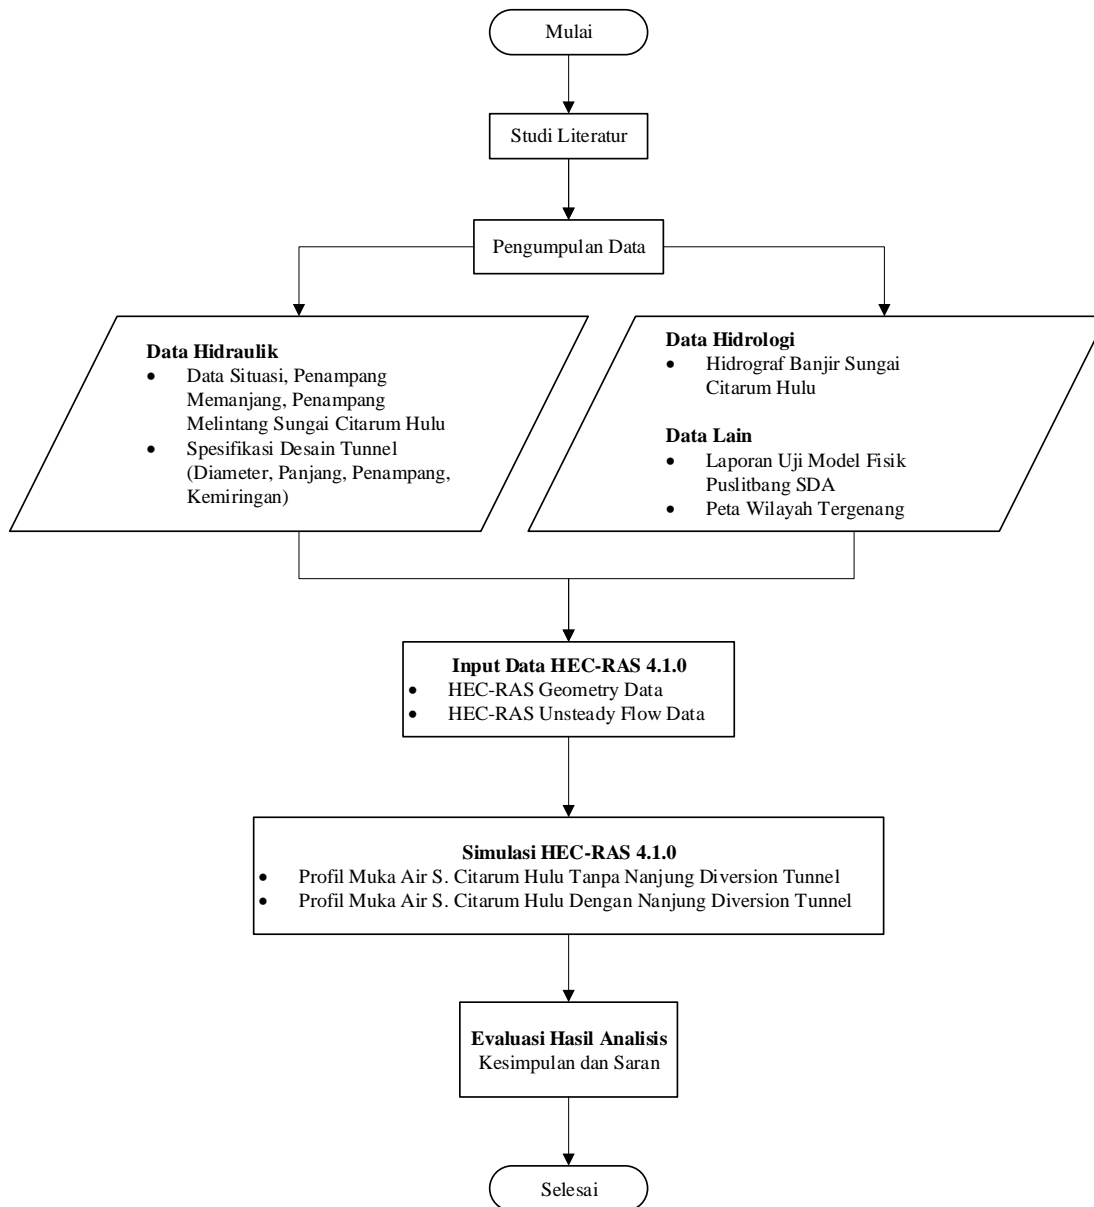 Mulai
Studi Literatur
Pengumpulan Data
Data Hidraulik
• Data Situasi, Penampang
Memanjang, Penampang
Melintang Sungai Citarum Hulu
• Spesifikasi Desain Tunnel
(Diameter, Panjang, Penampang,
Kemiringan)
Data Hidrologi
• Hidrograf Banjir Sungai
Citarum Hulu
Data Lain
• Laporan Uji Model Fisik
Puslitbang SDA
• Peta Wilayah Tergenang
Input Data HEC-RAS 4.1.0
• HEC-RAS Geometry Data
• HEC-RAS Unsteady Flow Data
Simulasi HEC-RAS 4.1.0
• Profil Muka Air S. Citarum Hulu Tanpa Nanjung Diversion Tunnel
• Profil Muka Air S. Citarum Hulu Dengan Nanjung Diversion Tunnel
Evaluasi Hasil Analisis
Kesimpulan dan Saran
Selesai